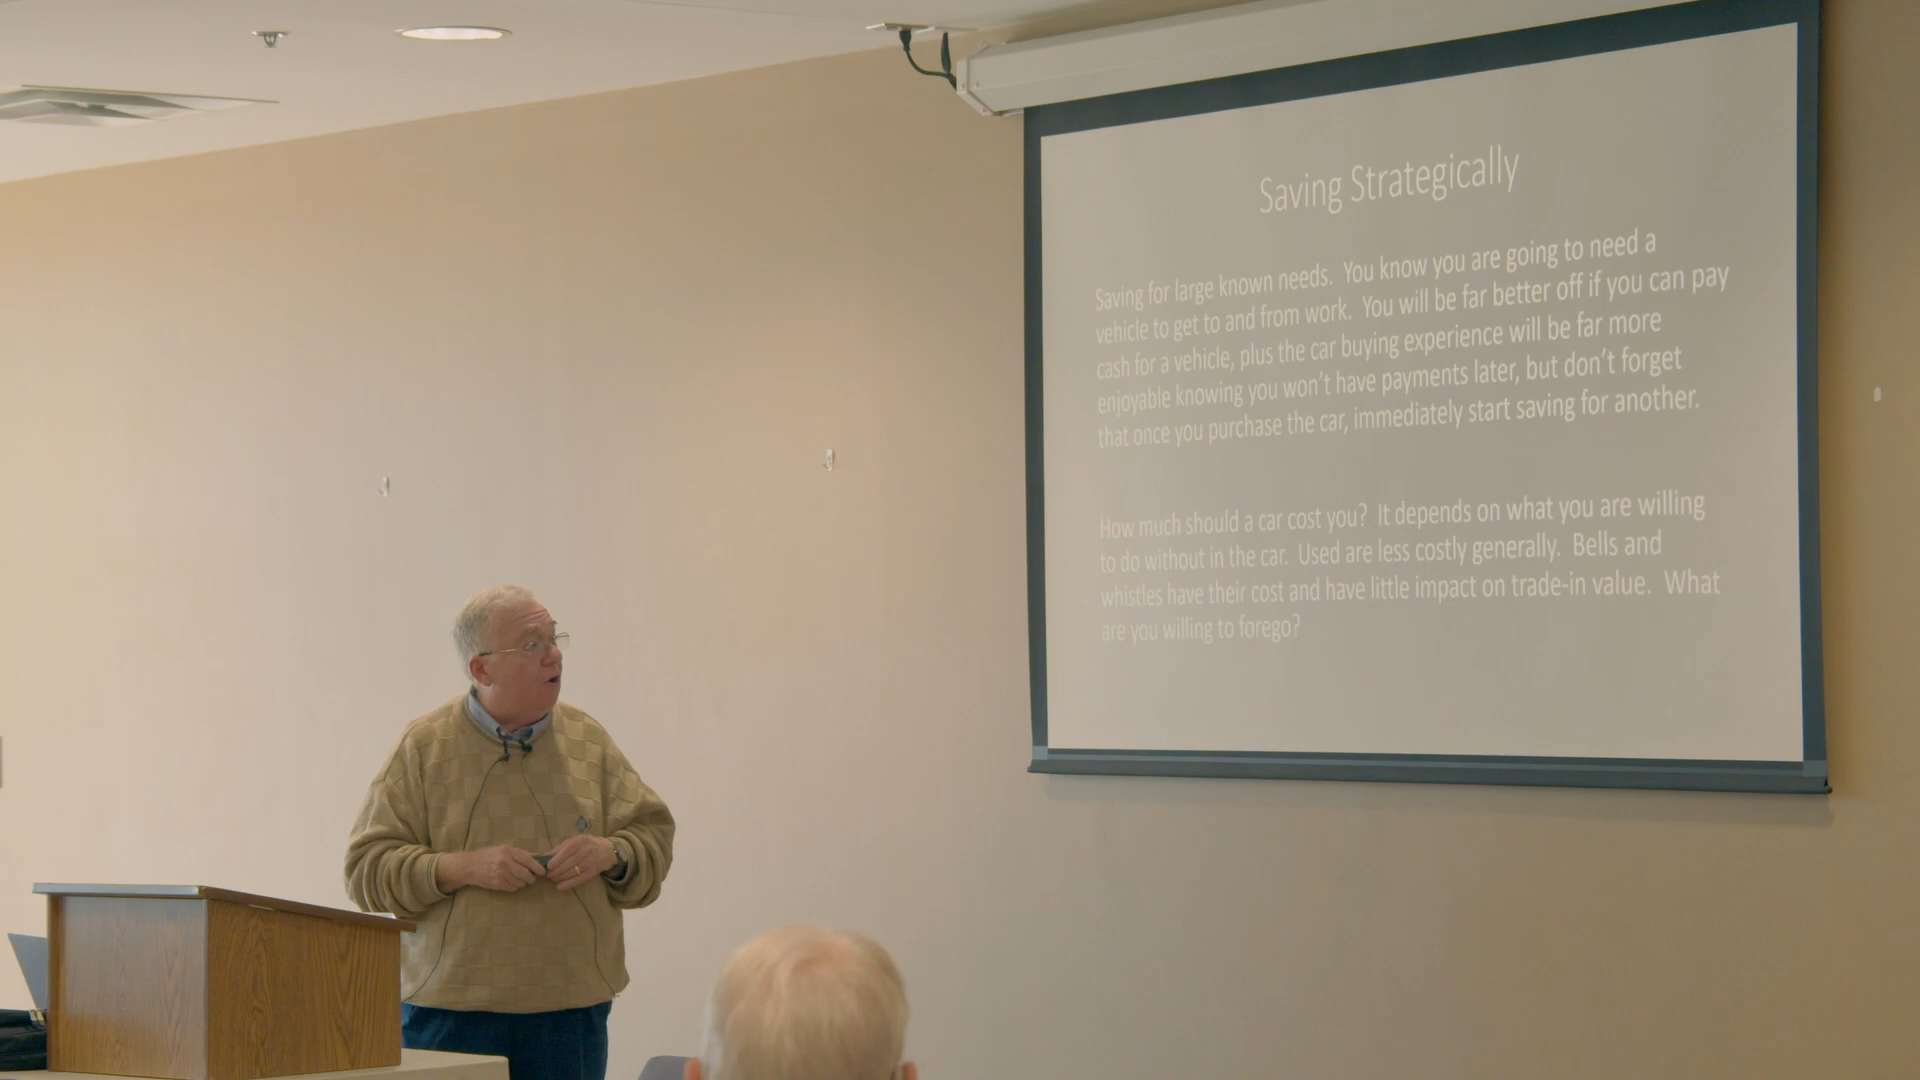 Saving Strategically
Saving for large known needs. You know you are going to need a
vehicle to get to and from work. You will be far better off if you can pay
cash for a vehicle, plus the car buying experience will be far more
enjoyable knowing you won't have payments later, but don't forget
that once you purchase the car, immediately start saving for another.
How much should a car cost you? It depends on what you are willing
to do without in the car. Used are less costly generally. Bells and
whistles have their cost and have little impact on trade-in value. What
are you willing to forego?